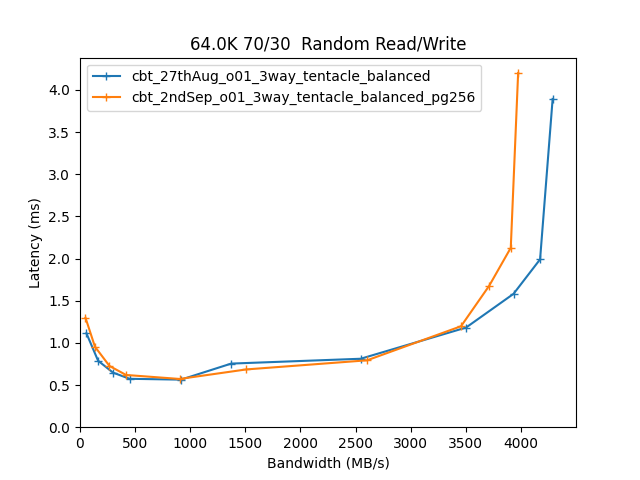 64.0K 70/30  Random Read/Write
cbt_27thAug_o01_3way_tentacle_balanced
cbt_2ndSep_o01_3way_tentacle_balanced_pg256
Latency (ms)
4.0
3.5
3.0
2.5
2.0
1.5
1.0
0.5
0.0
0 500 1000 1500 2000 2500 3000 3500 4000
Bandwidth (MB/s)